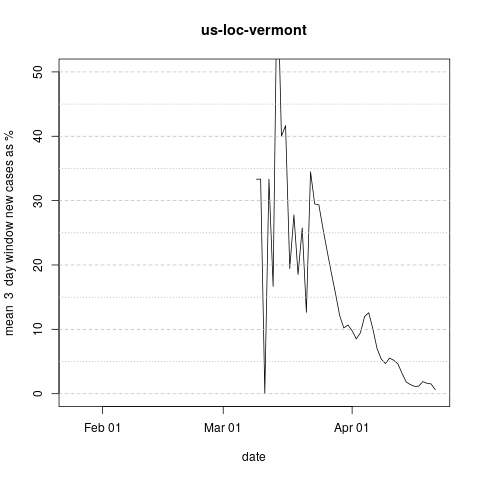 us-loc-vermont
mean  3  day window new cases as %
50
40
30
20
10
0
Feb 01
Mar 01
Apr 01
date